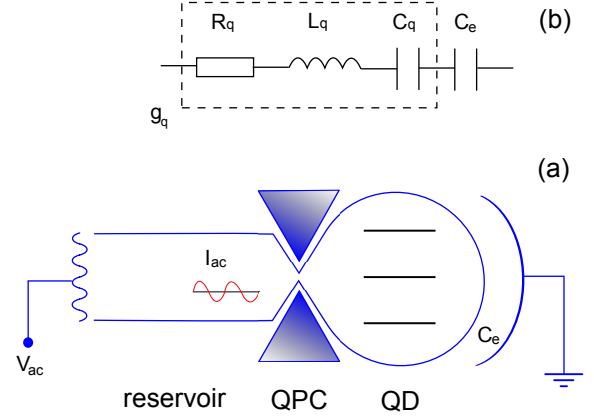 Rq Lq Cq Ce (b)
gq
(a)
Iac
Ce
Vac
reservoir QPC QD